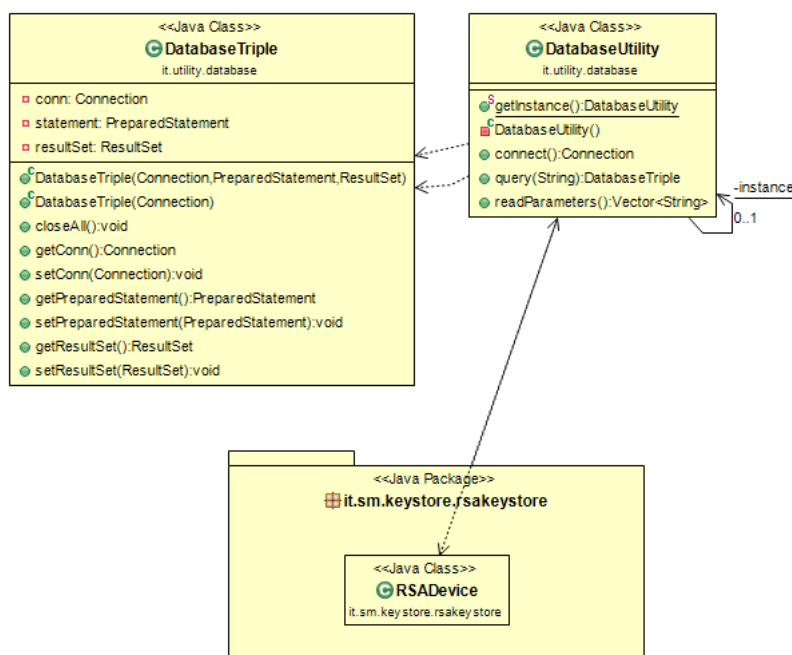 <<Java Class>>
DatabaseTriple
it.utility.database
conn: Connection
statement: PreparedStatement
resultSet: ResultSet
DatabaseTriple(Connection,PreparedStatement,ResultSet)
DatabaseTriple(Connection)
closeAll():void
getConn():Connection
setConn(Connection):void
getPreparedStatement():PreparedStatement
setPreparedStatement(PreparedStatement):void
getResultSet():ResultSet
setResultSet(ResultSet):void
<<Java Class>>
DatabaseUtility
it.utility.database
getInstance():DatabaseUtility
DatabaseUtility()
connect():Connection
query(String):DatabaseTriple
readParameters():Vector<String>
-instance
0..1
<<Java Package>>
it.sm.keystore.rsakeystore
<<Java Class>>
RSADevice
it.sm.keystore.rsakeystore